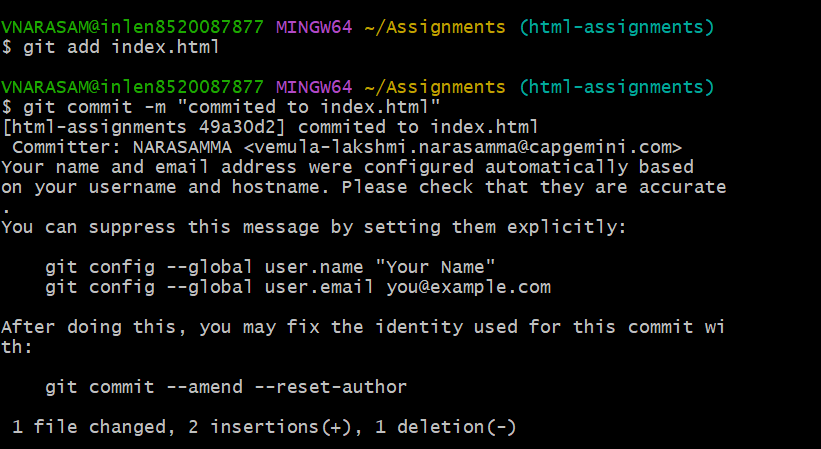 VNARASAM@inlen8520087877 MINGW64 ~/Assignments (html-assignments)
$ git add index.html
VNARASAM@inlen8520087877 MINGW64 ~/Assignments (html-assignments)
$ git commit -m "commited to index.html"
[html-assignments 49a30d2] commited to index.html
 Committer: NARASAMMA <vemula-lakshmi.narasamma@capgemini.com>
Your name and email address were configured automatically based
on your username and hostname. Please check that they are accurate
.
You can suppress this message by setting them explicitly:
    git config --global user.name "Your Name"
    git config --global user.email you@example.com
After doing this, you may fix the identity used for this commit wi
th:
    git commit --amend --reset-author
 1 file changed, 2 insertions(+), 1 deletion(-)